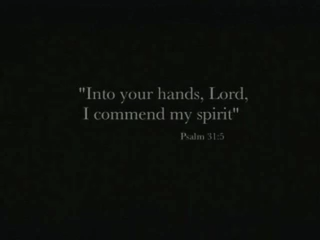 "Into your hands, Lord,
I commend my spirit"
Psalm 31:5